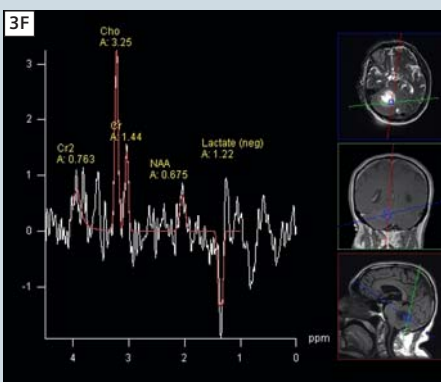 3F
Cho
A: 3.25
Cr
A: 1.44
Cr2
A: 0.763
NAA
A: 0.675
Lactate (neg)
A: 1.22
3
2
1
0
-1
4
3
2
1
0
ppm